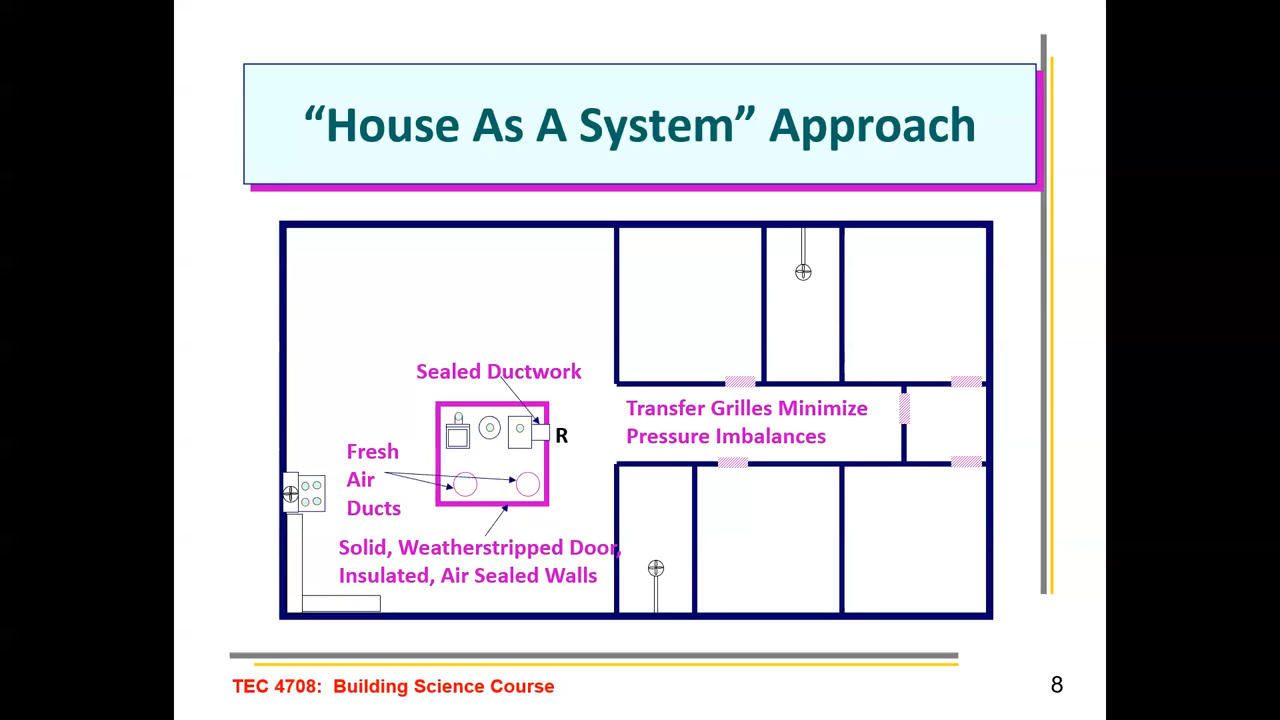 “House As A System” Approach
Sealed Ductwork
R
Transfer Grilles Minimize
Pressure Imbalances
Fresh
Air
Ducts
Solid, Weatherstripped Door,
Insulated, Air Sealed Walls
TEC 4708:  Building Science Course
8